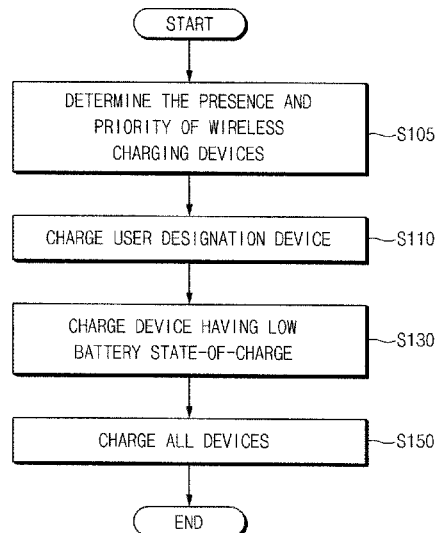 START
DETERMINE THE PRESENCE AND
PRIORITY OF WIRELESS
CHARGING DEVICES
S105
CHARGE USER DESIGNATION DEVICE
S110
CHARGE DEVICE HAVING LOW
BATTERY STATE-OF-CHARGE
S130
CHARGE ALL DEVICES
S150
END